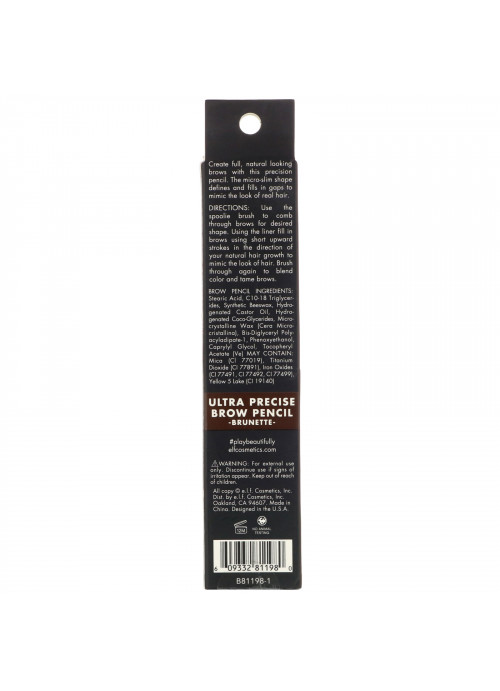 Create full, natural looking
brows with this precision
pencil. The micro-slim shape
defines and fills in gaps to
mimic the look of real hair.
DIRECTIONS: Use the
spoolie brush to comb
through brows for desired
shape. Using the liner fill in
brows using short upward
strokes in the direction of
your natural hair growth to
mimic the look of hair. Brush
through again to blend
color and tame brows.
BROW PENCIL INGREDIENTS:
Stearic Acid, C10-18 Triglycer-
ides, Synthetic Beeswax, Hydro-
genated Castor Oil, Hydro-
genated Coco-Glycerides, Micro-
crystalline Wax (Cera Micro-
cristallina), Bis-Diglyceryl Poly-
acyladipate-1, Phenoxyethanol,
Caprylyl Glycol, Tocopheryl
Acetate (Ve) MAY CONTAIN:
Mica (CI 77019), Titanium
Dioxide (CI 77891), Iron Oxides
(CI 77491, CI 77492, CI 77499),
Yellow 5 Lake (CI 19140)
ULTRA PRECISE
BROW PENCIL
-BRUNETTE-
#playbeautifully
elfcosmetics.com
WARNING: For external use
only. Discontinue use if signs of
irritation appear. Keep out of reach
of children.
All copy © e.l.f. Cosmetics, Inc.
Dist. by e.l.f. Cosmetics, Inc.
Oakland, CA 94607. Made in
China. Designed in the U.S.A.
12M
NO ANIMAL
TESTING
6 09332 81198 0
B81198-1